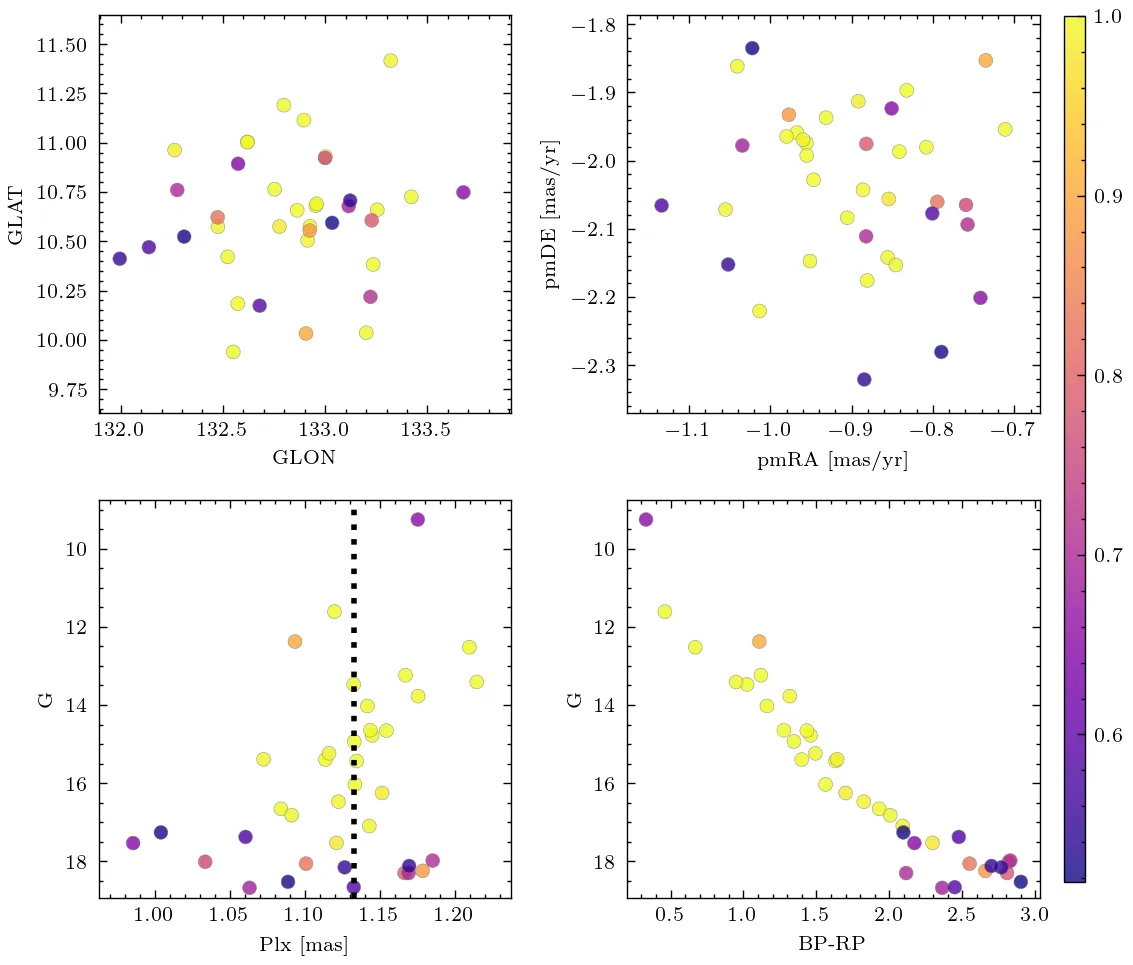 11.50
11.25
11.00
10.75
10.50
10.25
10.00
9.75
GLAT
132.0 132.5 133.0 133.5
GLON
−1.8
−1.9
−2.0
−2.1
−2.2
−2.3
pmDE [mas/yr]
−1.1 −1.0 −0.9 −0.8 −0.7
pmRA [mas/yr]
1.0
0.9
0.8
0.7
0.6
10
12
14
16
18
G
1.00 1.05 1.10 1.15 1.20
Plx [mas]
10
12
14
16
18
G
0.5 1.0 1.5 2.0 2.5 3.0
BP-RP